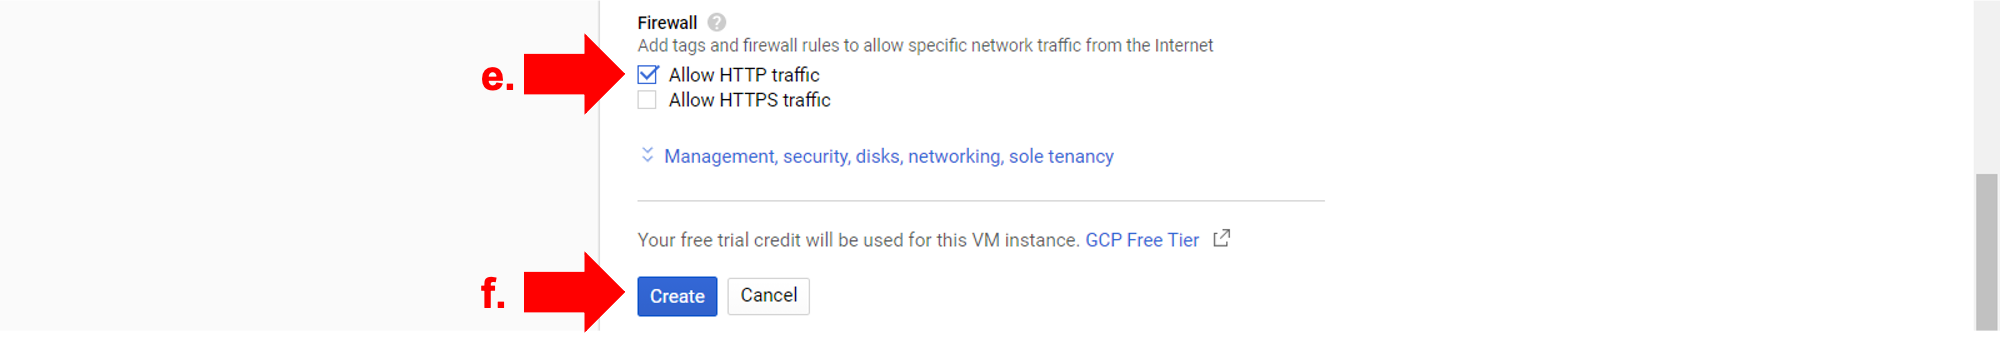 Firewall
Add tags and firewall rules to allow specific network traffic from the Internet
e. Allow HTTP traffic
Allow HTTPS traffic
Management, security, disks, networking, sole tenancy
Your free trial credit will be used for this VM instance. GCP Free Tier
f. Create Cancel